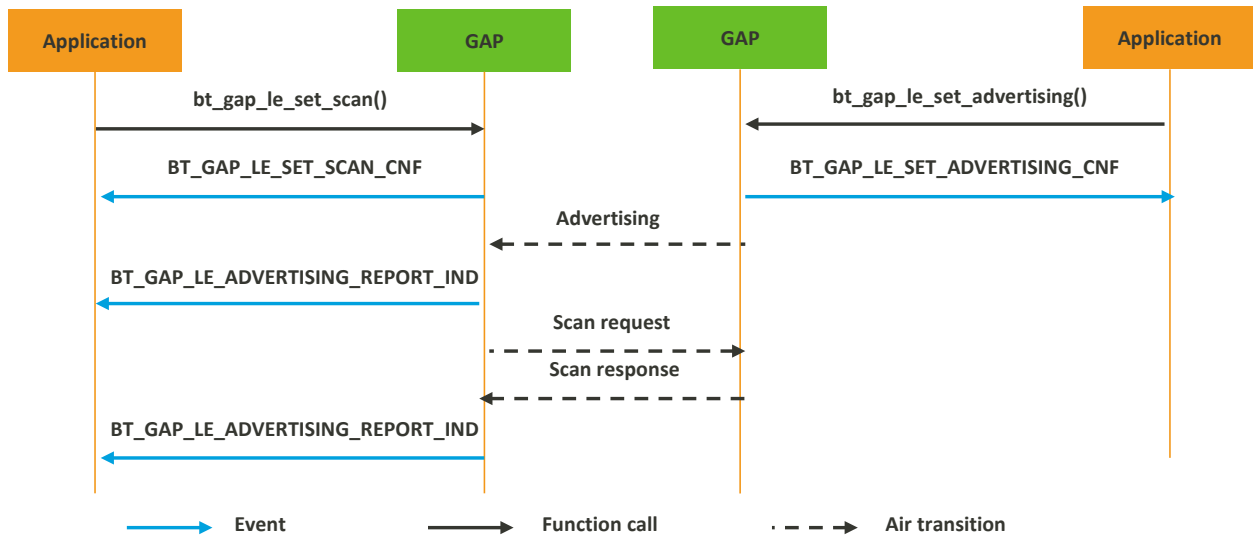 Application
GAP
GAP
Application
bt_gap_le_set_scan()
bt_gap_le_set_advertising()
BT_GAP_LE_SET_SCAN_CNF
BT_GAP_LE_SET_ADVERTISING_CNF
Advertising
BT_GAP_LE_ADVERTISING_REPORT_IND
Scan request
Scan response
BT_GAP_LE_ADVERTISING_REPORT_IND
Event
Function call
Air transition